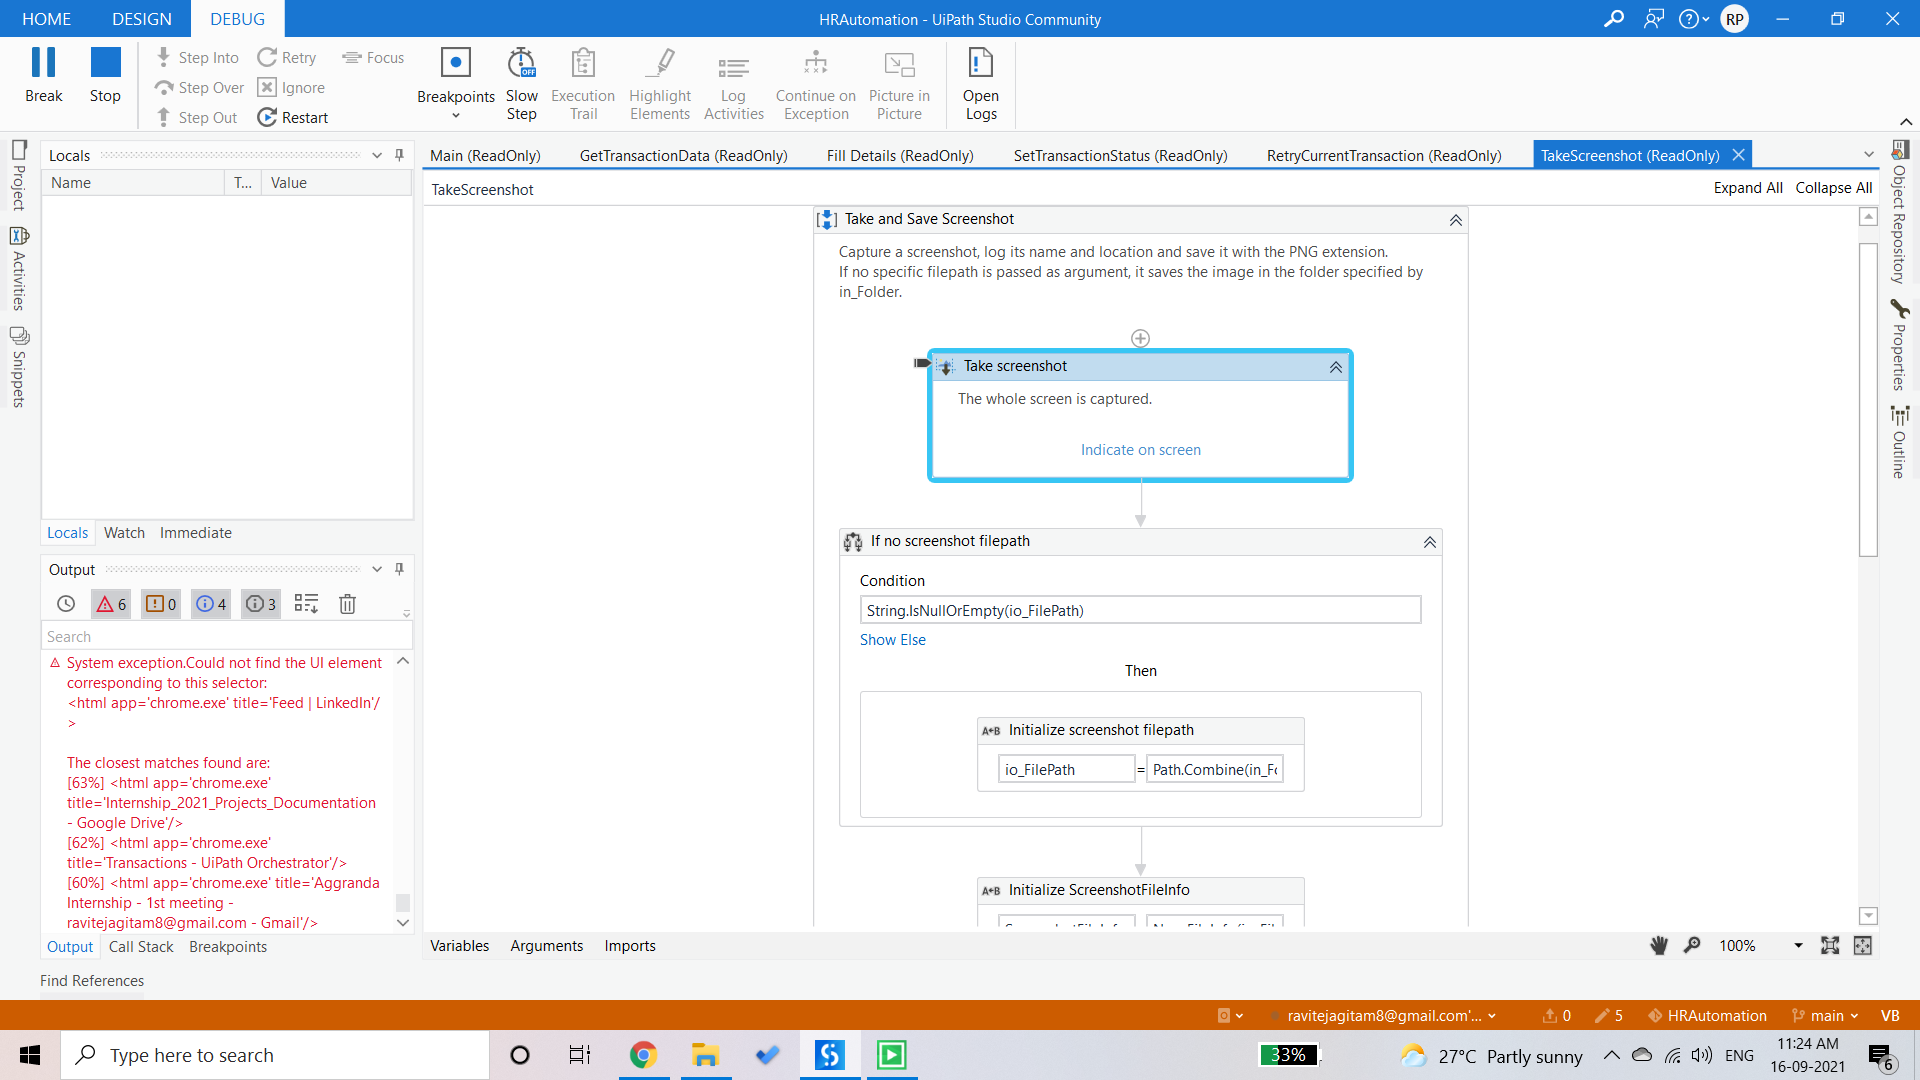 HOME DESIGN DEBUG
HRAutomation - UiPath Studio Community
RP
Break
Stop
Step Into
Step Over
Step Out
Retry
Ignore
Restart
Focus
Breakpoints
Slow
Step
OFF
Execution
Trail
Highlight
Elements
Log
Activities
Continue on
Exception
Picture in
Picture
Open
Logs
Project
Activities
Snippets
Locals
Name T... Value
Locals Watch Immediate
Output
6 0 4 3
Search
System exception.Could not find the UI element
corresponding to this selector:
<html app='chrome.exe' title='Feed | LinkedIn'/
>
The closest matches found are:
[63%] <html app='chrome.exe'
title='Internship_2021_Projects_Documentation
- Google Drive'/>
[62%] <html app='chrome.exe'
title='Transactions - UiPath Orchestrator'/>
[60%] <html app='chrome.exe' title='Aggranda
Internship - 1st meeting -
ravitejagitam8@gmail.com - Gmail'/>
Output Call Stack Breakpoints
Find References
Main (ReadOnly) GetTransactionData (ReadOnly) Fill Details (ReadOnly) SetTransactionStatus (ReadOnly) RetryCurrentTransaction (ReadOnly) TakeScreenshot (ReadOnly)
TakeScreenshot
Expand All Collapse All
Take and Save Screenshot
Capture a screenshot, log its name and location and save it with the PNG extension.
If no specific filepath is passed as argument, it saves the image in the folder specified by
in_Folder.
Take screenshot
The whole screen is captured.
Indicate on screen
If no screenshot filepath
Condition
String.IsNullOrEmpty(io_FilePath)
Show Else
Then
A←B Initialize screenshot filepath
io_FilePath = Path.Combine(in_Fo
A←B Initialize ScreenshotFileInfo
Variables Arguments Imports
100%
Object Repository
Properties
Outline
ravitejagitam8@gmail.com'... 0 5 HRAutomation main VB
Type here to search
33%
27°C Partly sunny
ENG
11:24 AM
16-09-2021
6